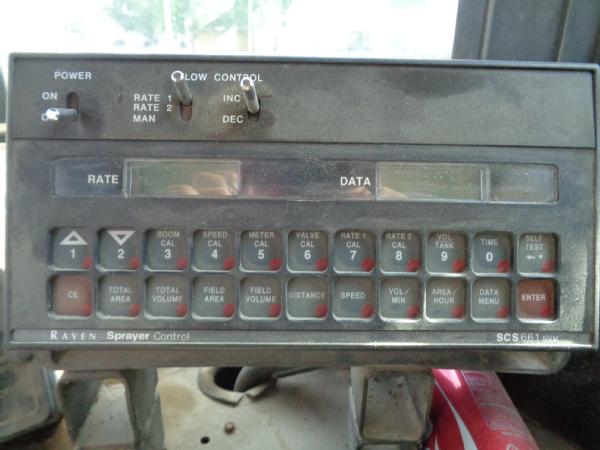 POWER
FLOW CONTROL
ON
RATE 1
RATE 2
MAN
INC
DEC
RATE
DATA
1
2
BOOM CAL 3
SPEED CAL 4
METER CAL 5
VALVE CAL 6
RATE 1 CAL 7
RATE 2 CAL 8
VOL TANK 9
TIME 0
SELF TEST
CE
TOTAL AREA
TOTAL VOLUME
FIELD AREA
FIELD VOLUME
DISTANCE
SPEED
VOL/ MIN
AREA/ HOUR
DATA MENU
ENTER
RAVEN Sprayer Control
SCS 661 NVM